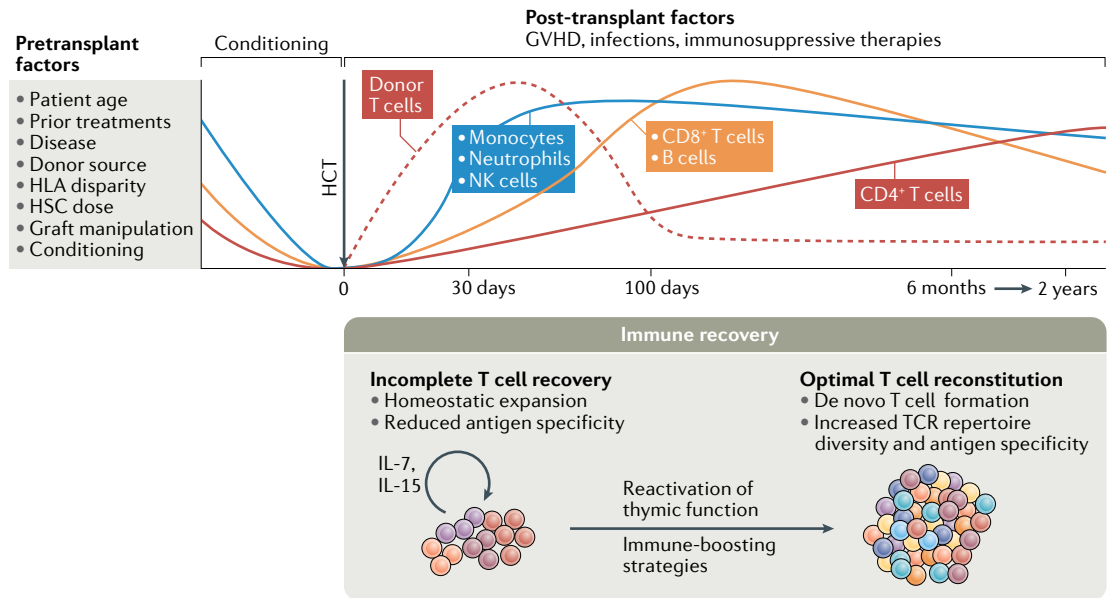 Pretransplant
factors
• Patient age
• Prior treatments
• Disease
• Donor source
• HLA disparity
• HSC dose
• Graft manipulation
• Conditioning
Conditioning
Post-transplant factors
GVHD, infections, immunosuppressive therapies
HCT
Donor
T cells
• Monocytes
• Neutrophils
• NK cells
• CD8⁺ T cells
• B cells
CD4⁺ T cells
0
30 days
100 days
6 months
2 years
Immune recovery
Incomplete T cell recovery
• Homeostatic expansion
• Reduced antigen specificity
IL-7,
IL-15
Reactivation of
thymic function
Immune-boosting
strategies
Optimal T cell reconstitution
• De novo T cell formation
• Increased TCR repertoire
diversity and antigen specificity